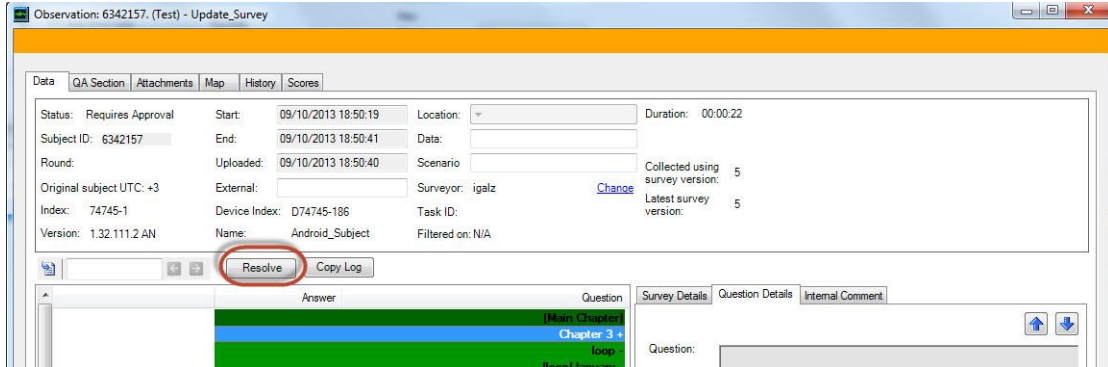 Observation: 6342157. (Test) - Update_Survey
Data QA Section Attachments Map History Scores
Status: Requires Approval Start: 09/10/2013 18:50:19 Location: Duration: 00:00:22
Subject ID: 6342157 End: 09/10/2013 18:50:41 Data:
Round: Uploaded: 09/10/2013 18:50:40 Scenario Collected using survey version: 5
Original subject UTC: +3 External: Surveyor: igalz Change
Index: 74745-1 Device Index: D74745-186 Task ID: Latest survey version: 5
Version: 1.32.111.2 AN Name: Android_Subject Filtered on: N/A
Resolve Copy Log
Answer Question Survey Details Question Details Internal Comment
[Main Chapter]
Chapter 3 +
loop -
Question: